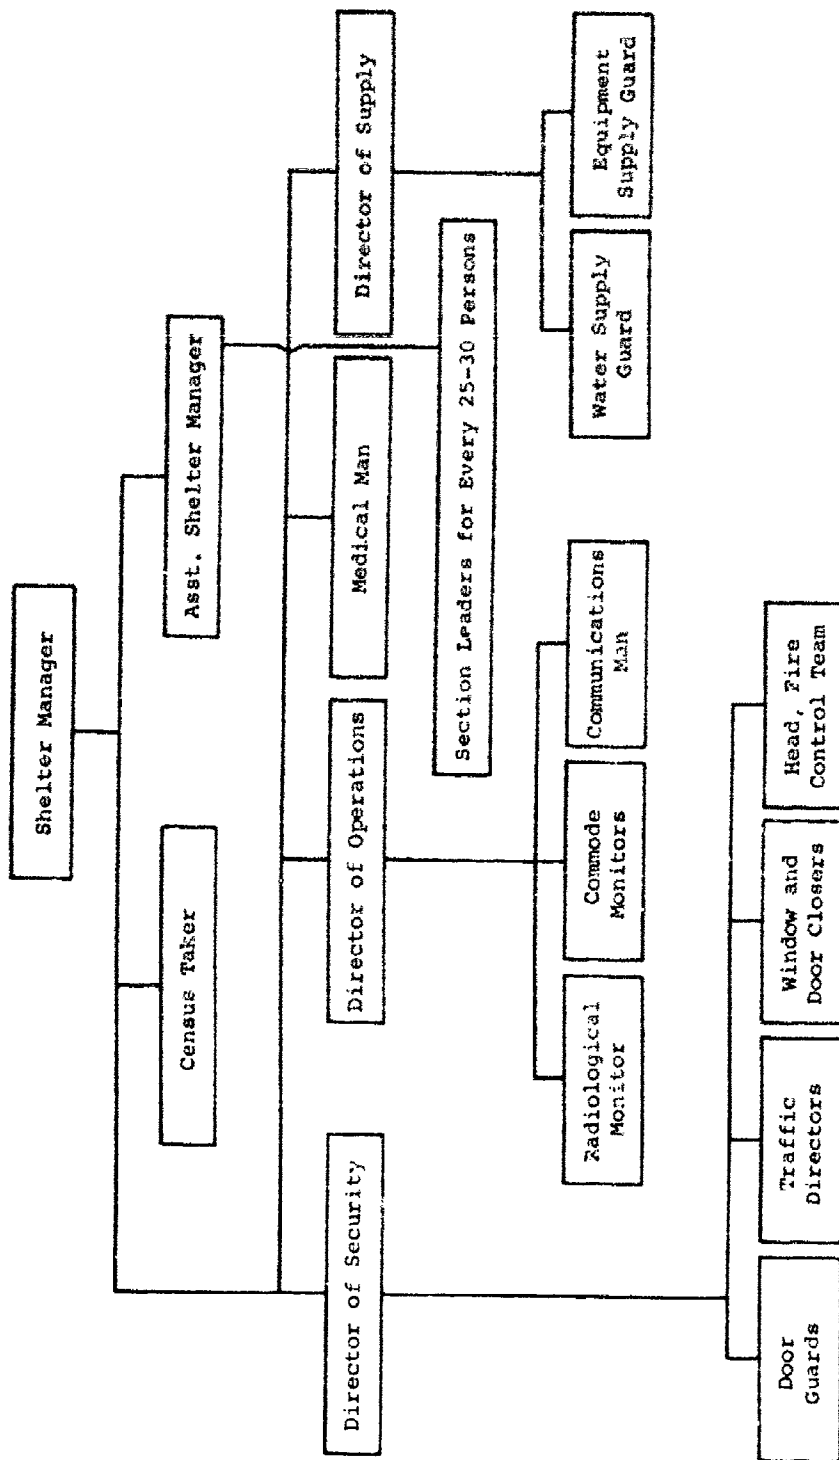 Shelter Manager
Census Taker
Asst. Shelter Manager
Director of Security
Director of Operations
Medical Man
Director of Supply
Section Leaders for Every 25-30 Persons
Radiological
Monitor
Commode
Monitors
Communications
Man
Water Supply
Guard
Equipment
Supply Guard
Door
Guards
Traffic
Directors
Window and
Door Closers
Head, Fire
Control Team